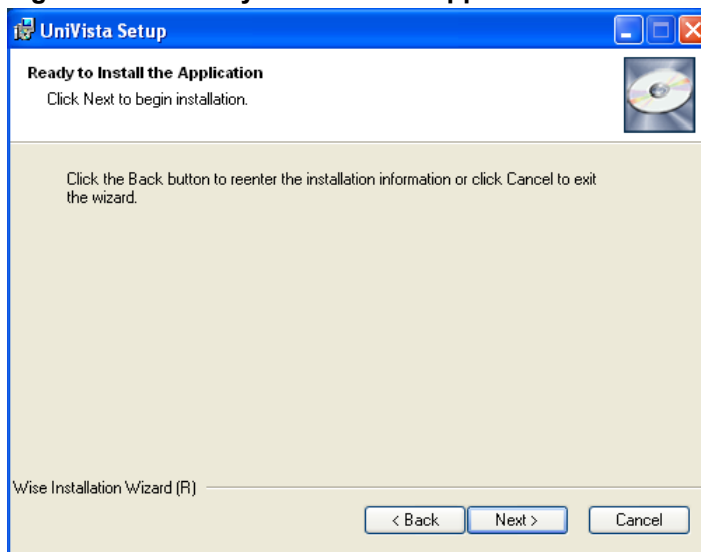 UniVista Setup
Ready to Install the Application
Click Next to begin installation.
Click the Back button to reenter the installation information or click Cancel to exit
the wizard.
Wise Installation Wizard (R)
< Back Next > Cancel